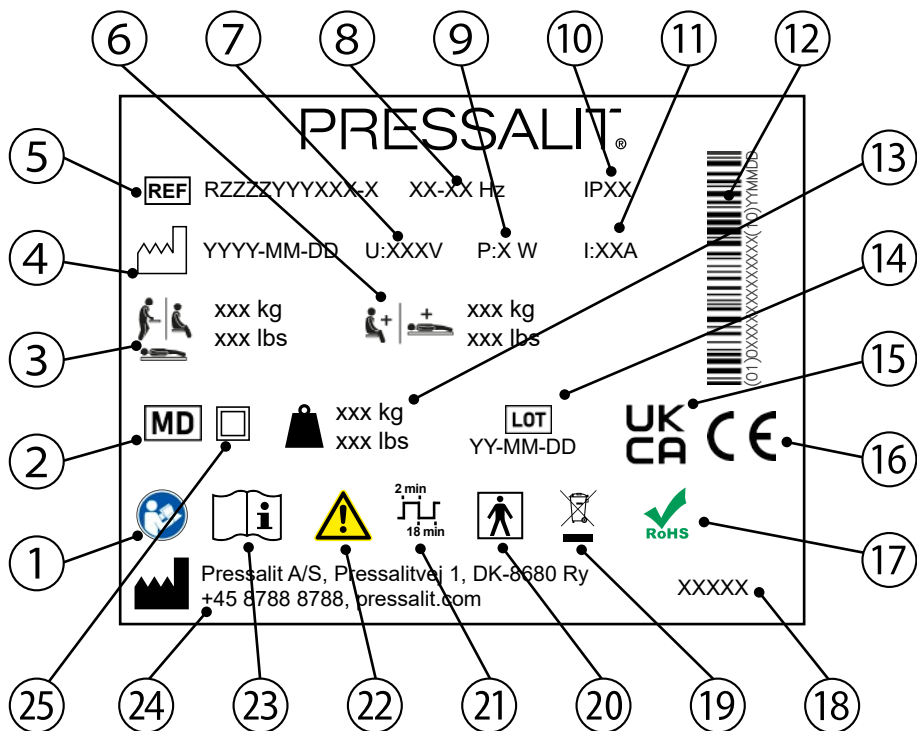 6 7 8 9 10 11 12
PRESSALIT®
5 13
REF RZZZZYYYXXX-X XX-XX Hz IPXX
4 YYYY-MM-DD U:XXXV P:X W I:XXA 14
(01)0XXXXXXXXXXXXX(10)YYMMDD
xxx kg xxx kg
xxx lbs xxx lbs
3 15
MD xxx kg LOT UK
xxx lbs YY-MM-DD CA CE
2 16
2 min
18 min
i
RoHS
1 17
Pressalit A/S, Pressalitvej 1, DK-8680 Ry
+45 8788 8788, pressalit.com XXXXX
25 24 23 22 21 20 19 18